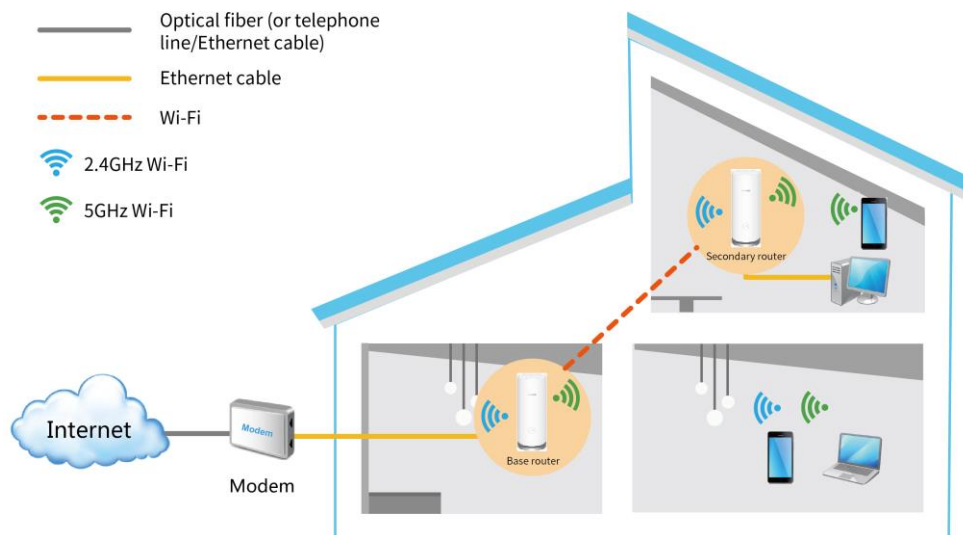 Optical fiber (or telephone
line/Ethernet cable)
Ethernet cable
Wi-Fi
2.4GHz Wi-Fi
5GHz Wi-Fi
Secondary router
Base router
Internet
Modem
Modem